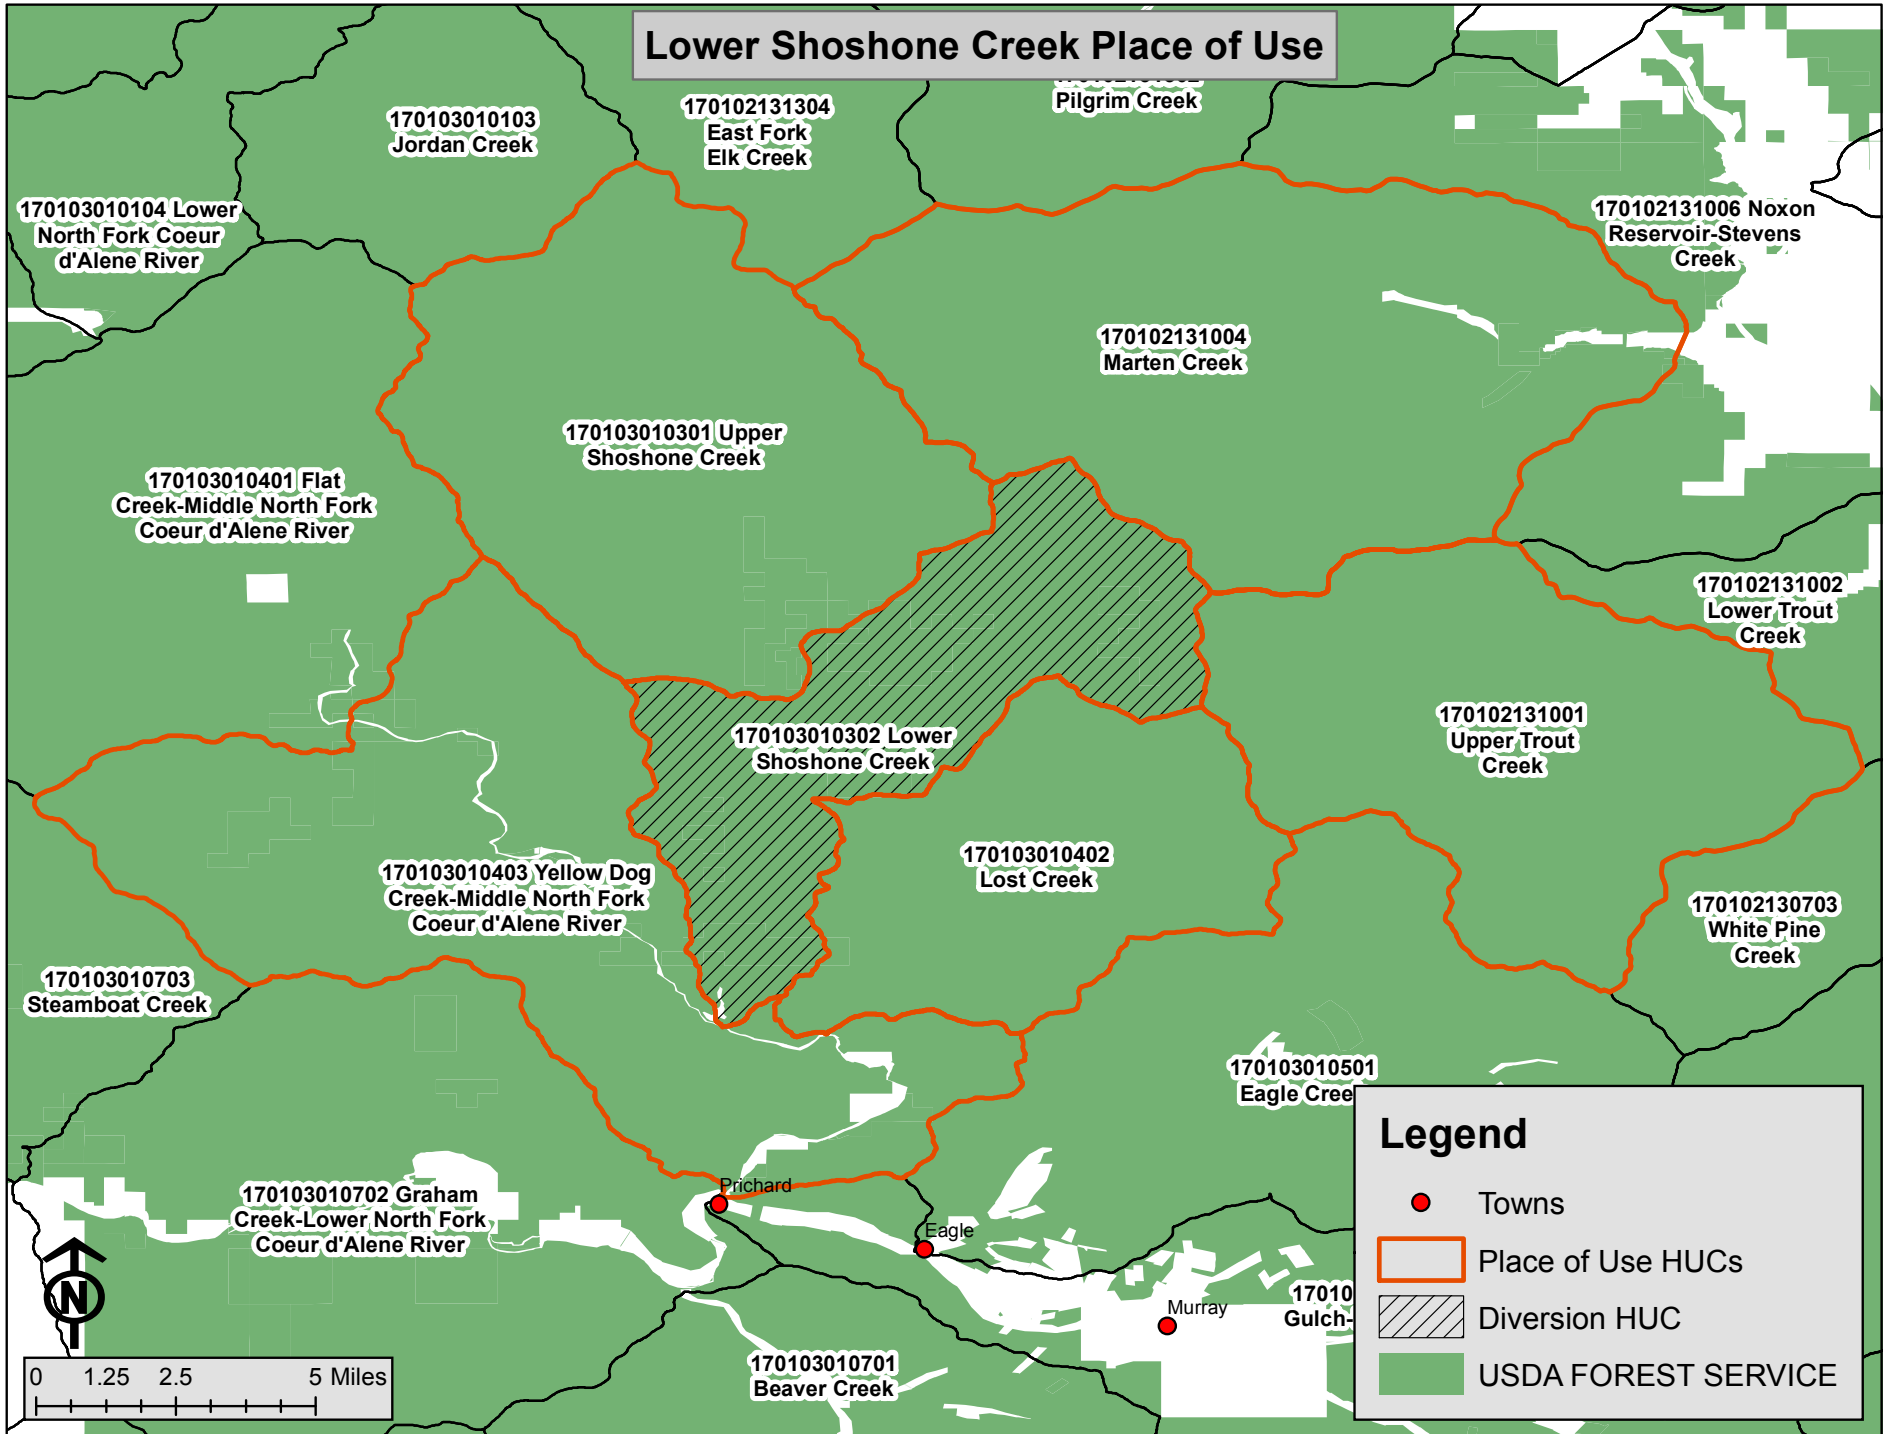 Lower Shoshone Creek Place of Use
Pilgrim Creek
170102131304
East Fork
Elk Creek
170103010103
Jordan Creek
170103010104 Lower
North Fork Coeur
d'Alene River
170102131006 Noxon
Reservoir-Stevens
Creek
170102131004
Marten Creek
170103010301 Upper
Shoshone Creek
170103010401 Flat
Creek-Middle North Fork
Coeur d'Alene River
170102131002
Lower Trout
Creek
170102131001
Upper Trout
Creek
170103010302 Lower
Shoshone Creek
170103010402
Lost Creek
170103010403 Yellow Dog
Creek-Middle North Fork
Coeur d'Alene River
170102130703
White Pine
Creek
170103010703
Steamboat Creek
170103010501
Eagle Cree
Prichard
170103010702 Graham
Creek-Lower North Fork
Coeur d'Alene River
Eagle
Murray
17010
Gulch-
170103010701
Beaver Creek
N
0 1.25 2.5 5 Miles
Legend
Towns
Place of Use HUCs
Diversion HUC
USDA FOREST SERVICE